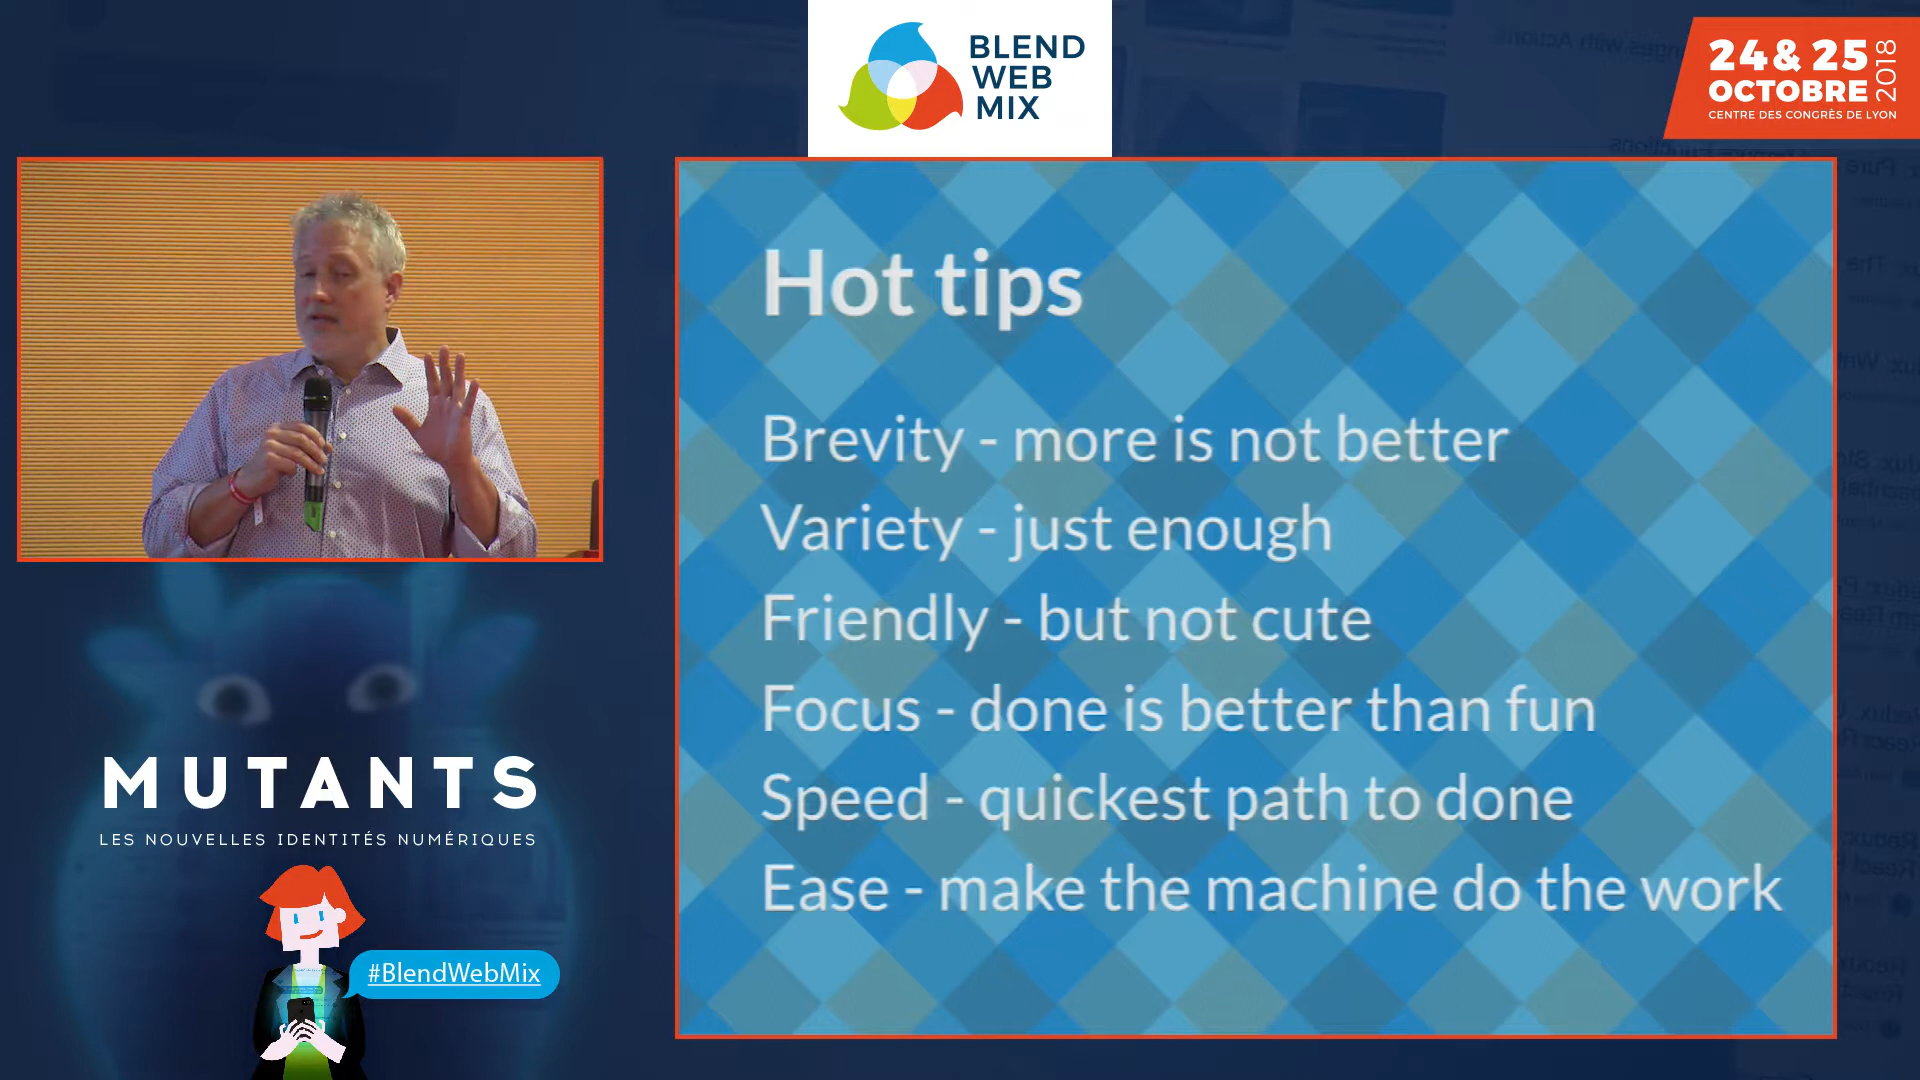 BLEND
WEB
MIX
24 & 25
OCTOBRE
2018
CENTRE DES CONGRÈS DE LYON
Hot tips
Brevity - more is not better
Variety - just enough
Friendly - but not cute
Focus - done is better than fun
Speed - quickest path to done
Ease - make the machine do the work
MUTANTS
LES NOUVELLES IDENTITÉS NUMÉRIQUES
#BlendWebMix